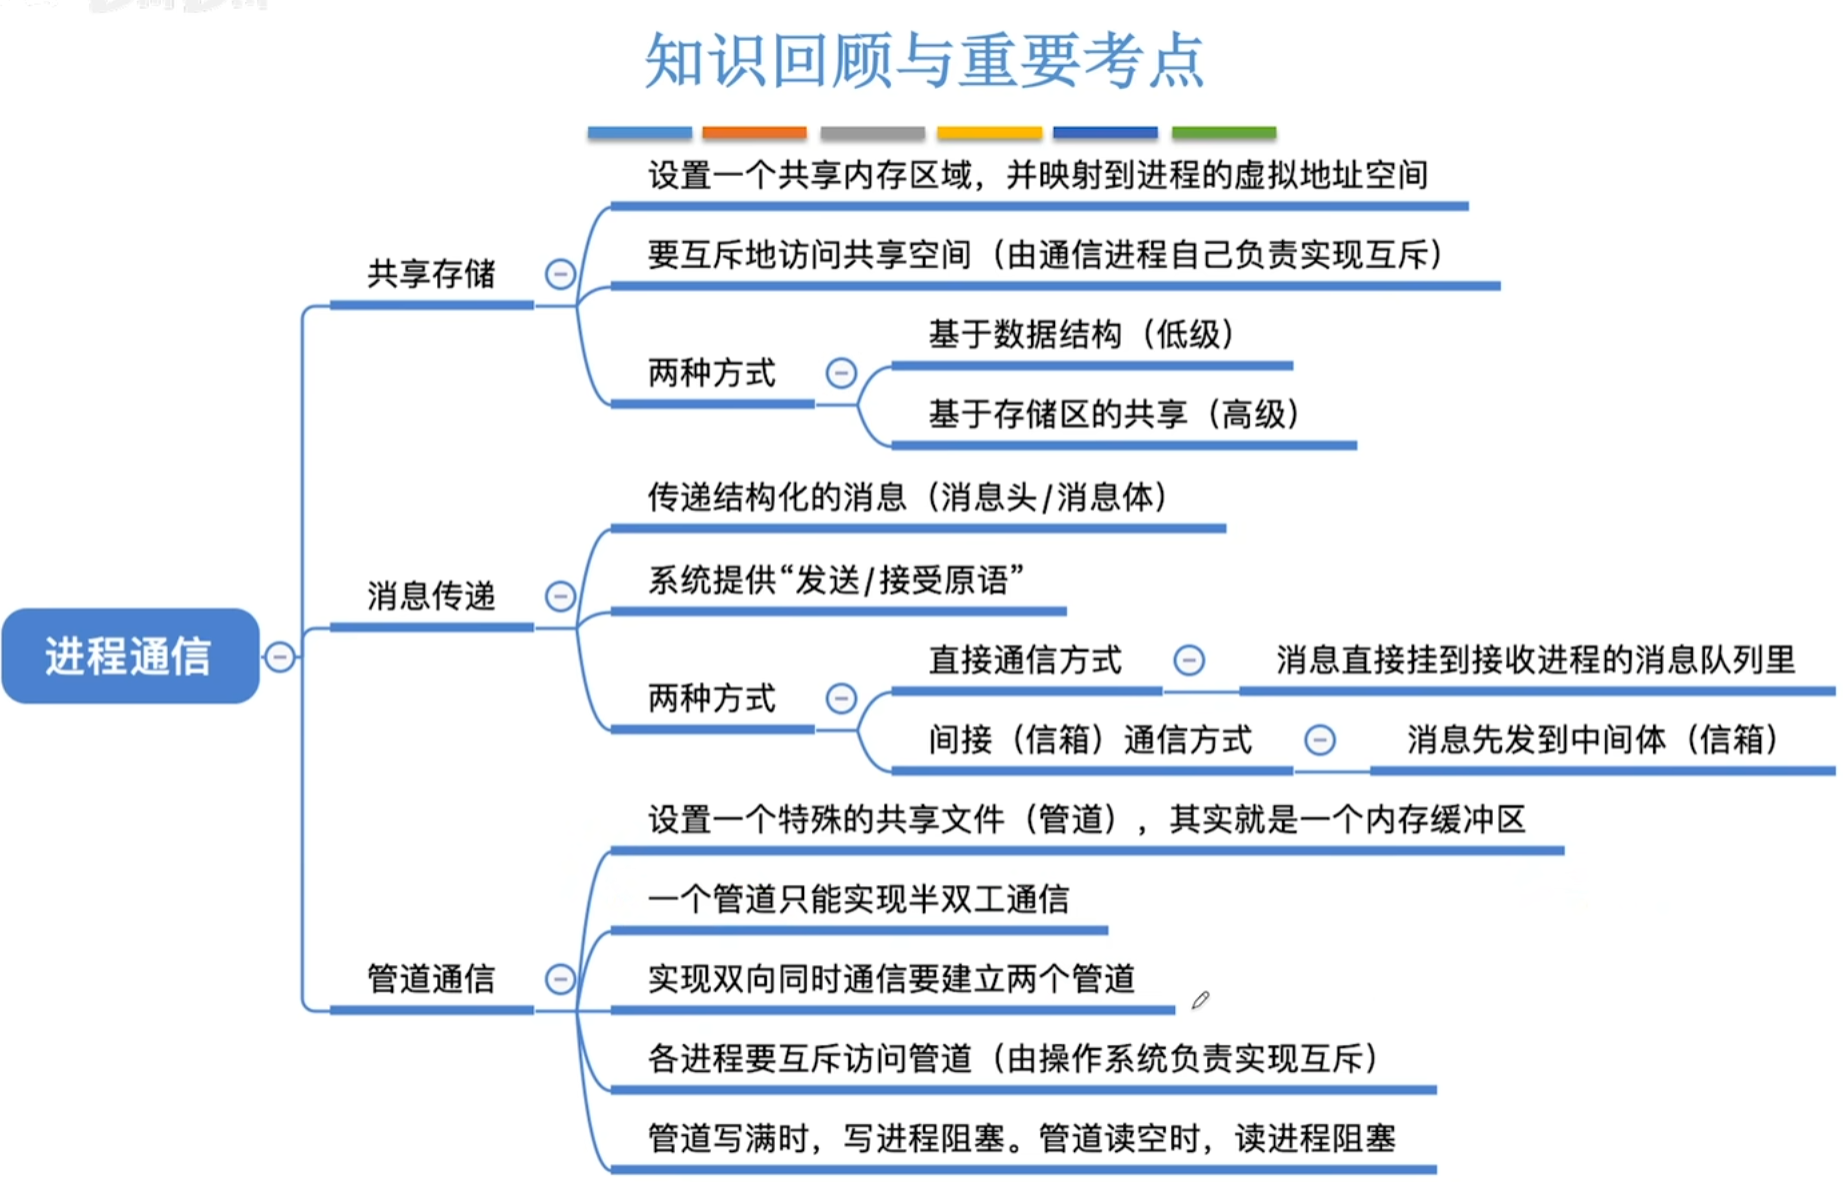 知识回顾与重要考点
进程通信
共享存储
设置一个共享内存区域，并映射到进程的虚拟地址空间
要互斥地访问共享空间（由通信进程自己负责实现互斥）
两种方式
基于数据结构（低级）
基于存储区的共享（高级）
消息传递
传递结构化的消息（消息头/消息体）
系统提供“发送/接受原语”
两种方式
直接通信方式
消息直接挂到接收进程的消息队列里
间接（信箱）通信方式
消息先发到中间体（信箱）
管道通信
设置一个特殊的共享文件（管道），其实就是一个内存缓冲区
一个管道只能实现半双工通信
实现双向同时通信要建立两个管道
各进程要互斥访问管道（由操作系统负责实现互斥）
管道写满时，写进程阻塞。管道读空时，读进程阻塞